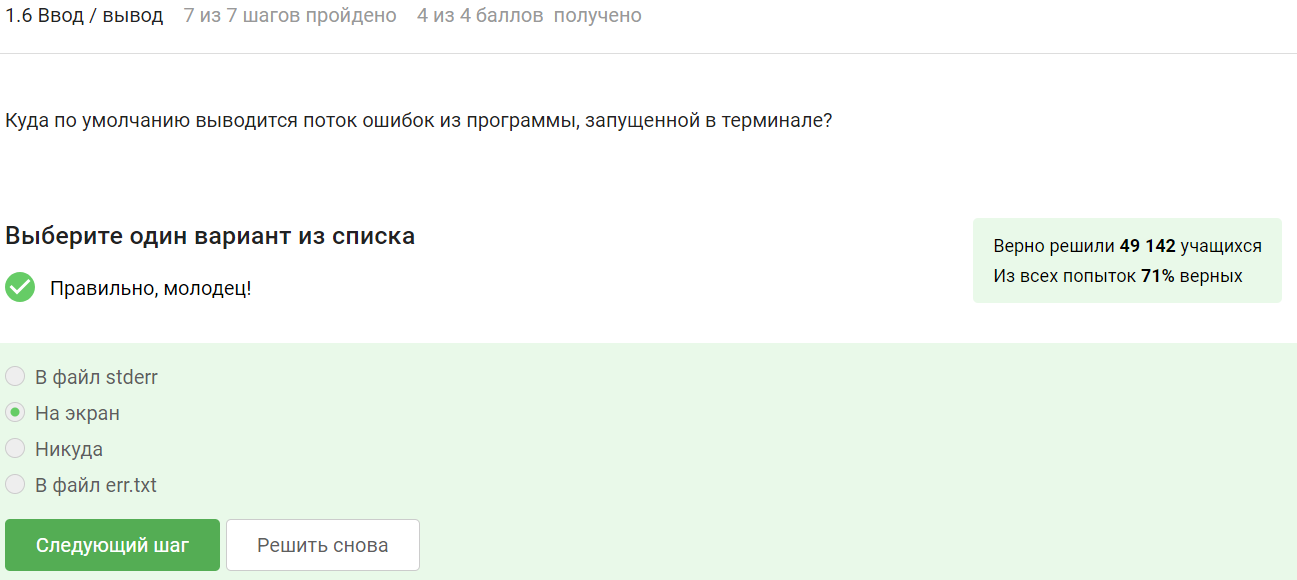 1.6 Ввод / вывод 7 из 7 шагов пройдено 4 из 4 баллов получено
Куда по умолчанию выводится поток ошибок из программы, запущенной в терминале?
Выберите один вариант из списка
Правильно, молодец!
Верно решили 49 142 учащихся
Из всех попыток 71% верных
В файл stderr
На экран
Никуда
В файл err.txt
Следующий шаг Решить снова